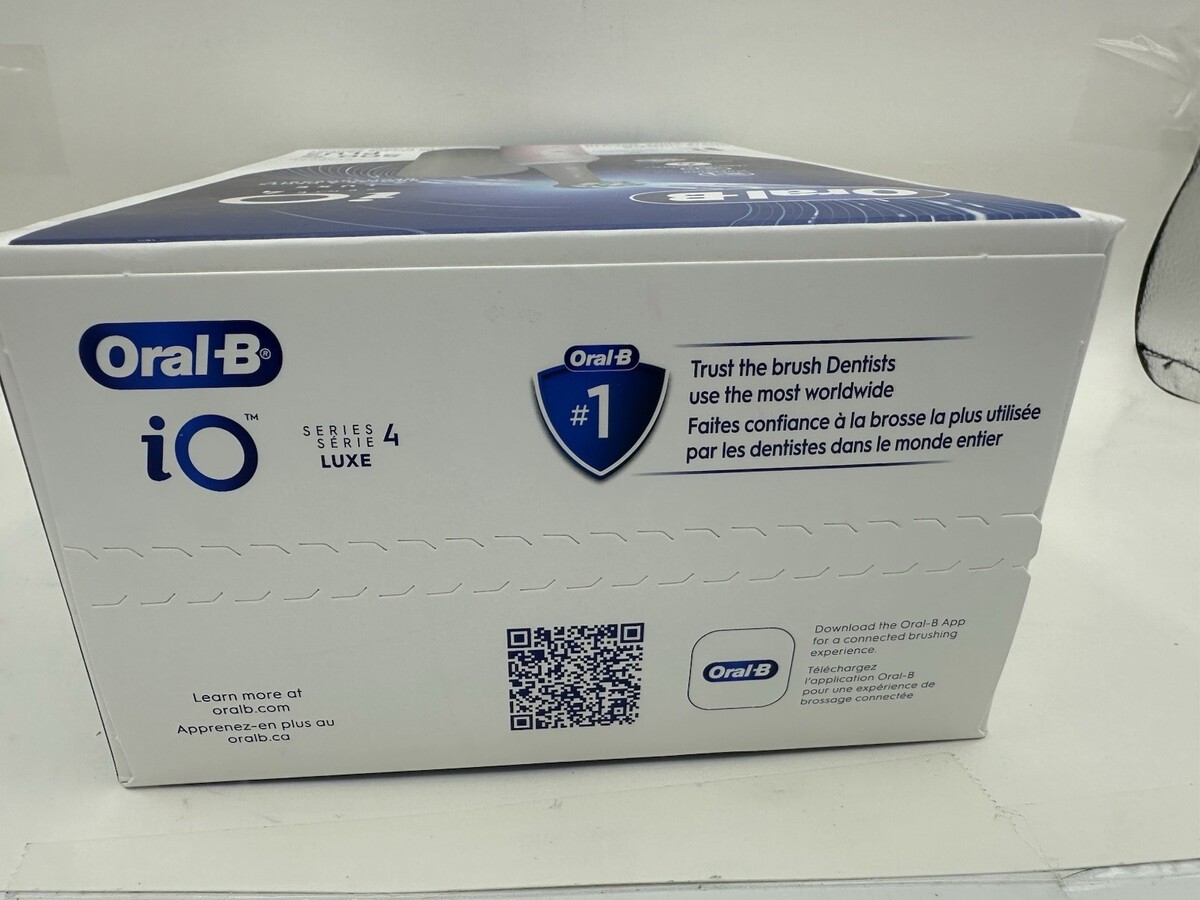 Oral-B
iO
Oral-B®
iO™
SERIES
SÉRIE 4
LUXE
Oral-B
#1
Trust the brush Dentists
use the most worldwide
Faites confiance à la brosse la plus utilisée
par les dentistes dans le monde entier
Learn more at
oralb.com
Apprenez-en plus au
oralb.ca
Oral-B
Download the Oral-B App
for a connected brushing
experience.
Téléchargez
l'application Oral-B
pour une expérience de
brossage connectée